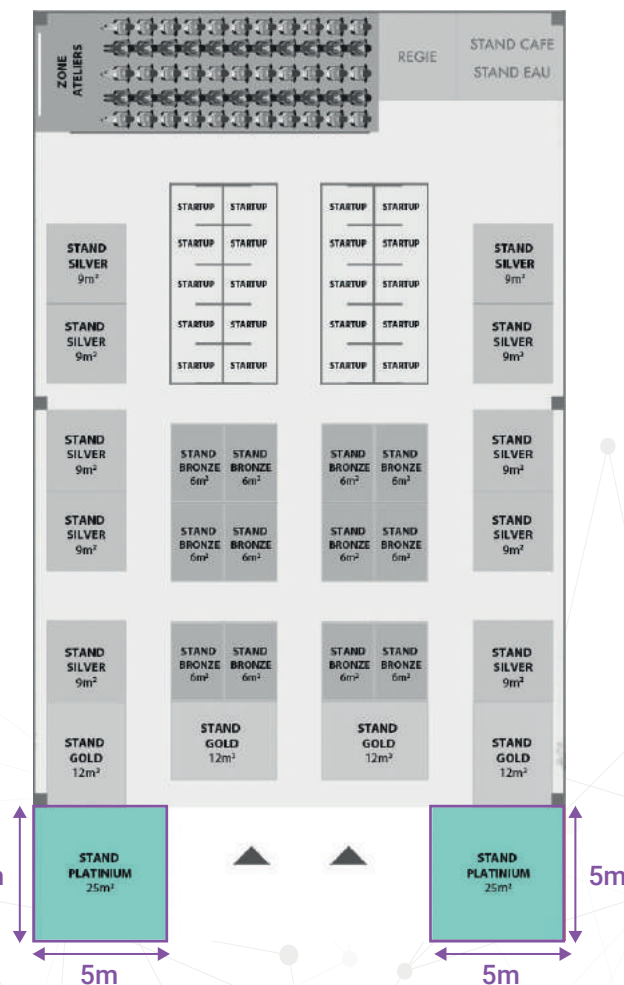 ZONE
ATELIERS
REGIE
STAND CAFE
STAND EAU
STARTUP STARTUP STARTUP STARTUP
STARTUP STARTUP STARTUP STARTUP
STARTUP STARTUP STARTUP STARTUP
STARTUP STARTUP STARTUP STARTUP
STARTUP STARTUP STARTUP STARTUP
STAND
SILVER
9m²
STAND
SILVER
9m²
STAND
SILVER
9m²
STAND
SILVER
9m²
STAND
SILVER
9m²
STAND
SILVER
9m²
STAND
SILVER
9m²
STAND
SILVER
9m²
STAND STAND STAND STAND
BRONZE BRONZE BRONZE BRONZE
6m² 6m² 6m² 6m²
STAND STAND STAND STAND
BRONZE BRONZE BRONZE BRONZE
6m² 6m² 6m² 6m²
STAND
SILVER
9m²
STAND STAND STAND STAND
BRONZE BRONZE BRONZE BRONZE
6m² 6m² 6m² 6m²
STAND
SILVER
9m²
STAND
GOLD
12m²
STAND
GOLD
12m²
STAND
GOLD
12m²
STAND
GOLD
12m²
STAND
PLATINIUM
25m²
STAND
PLATINIUM
25m²
5m
5m
5m